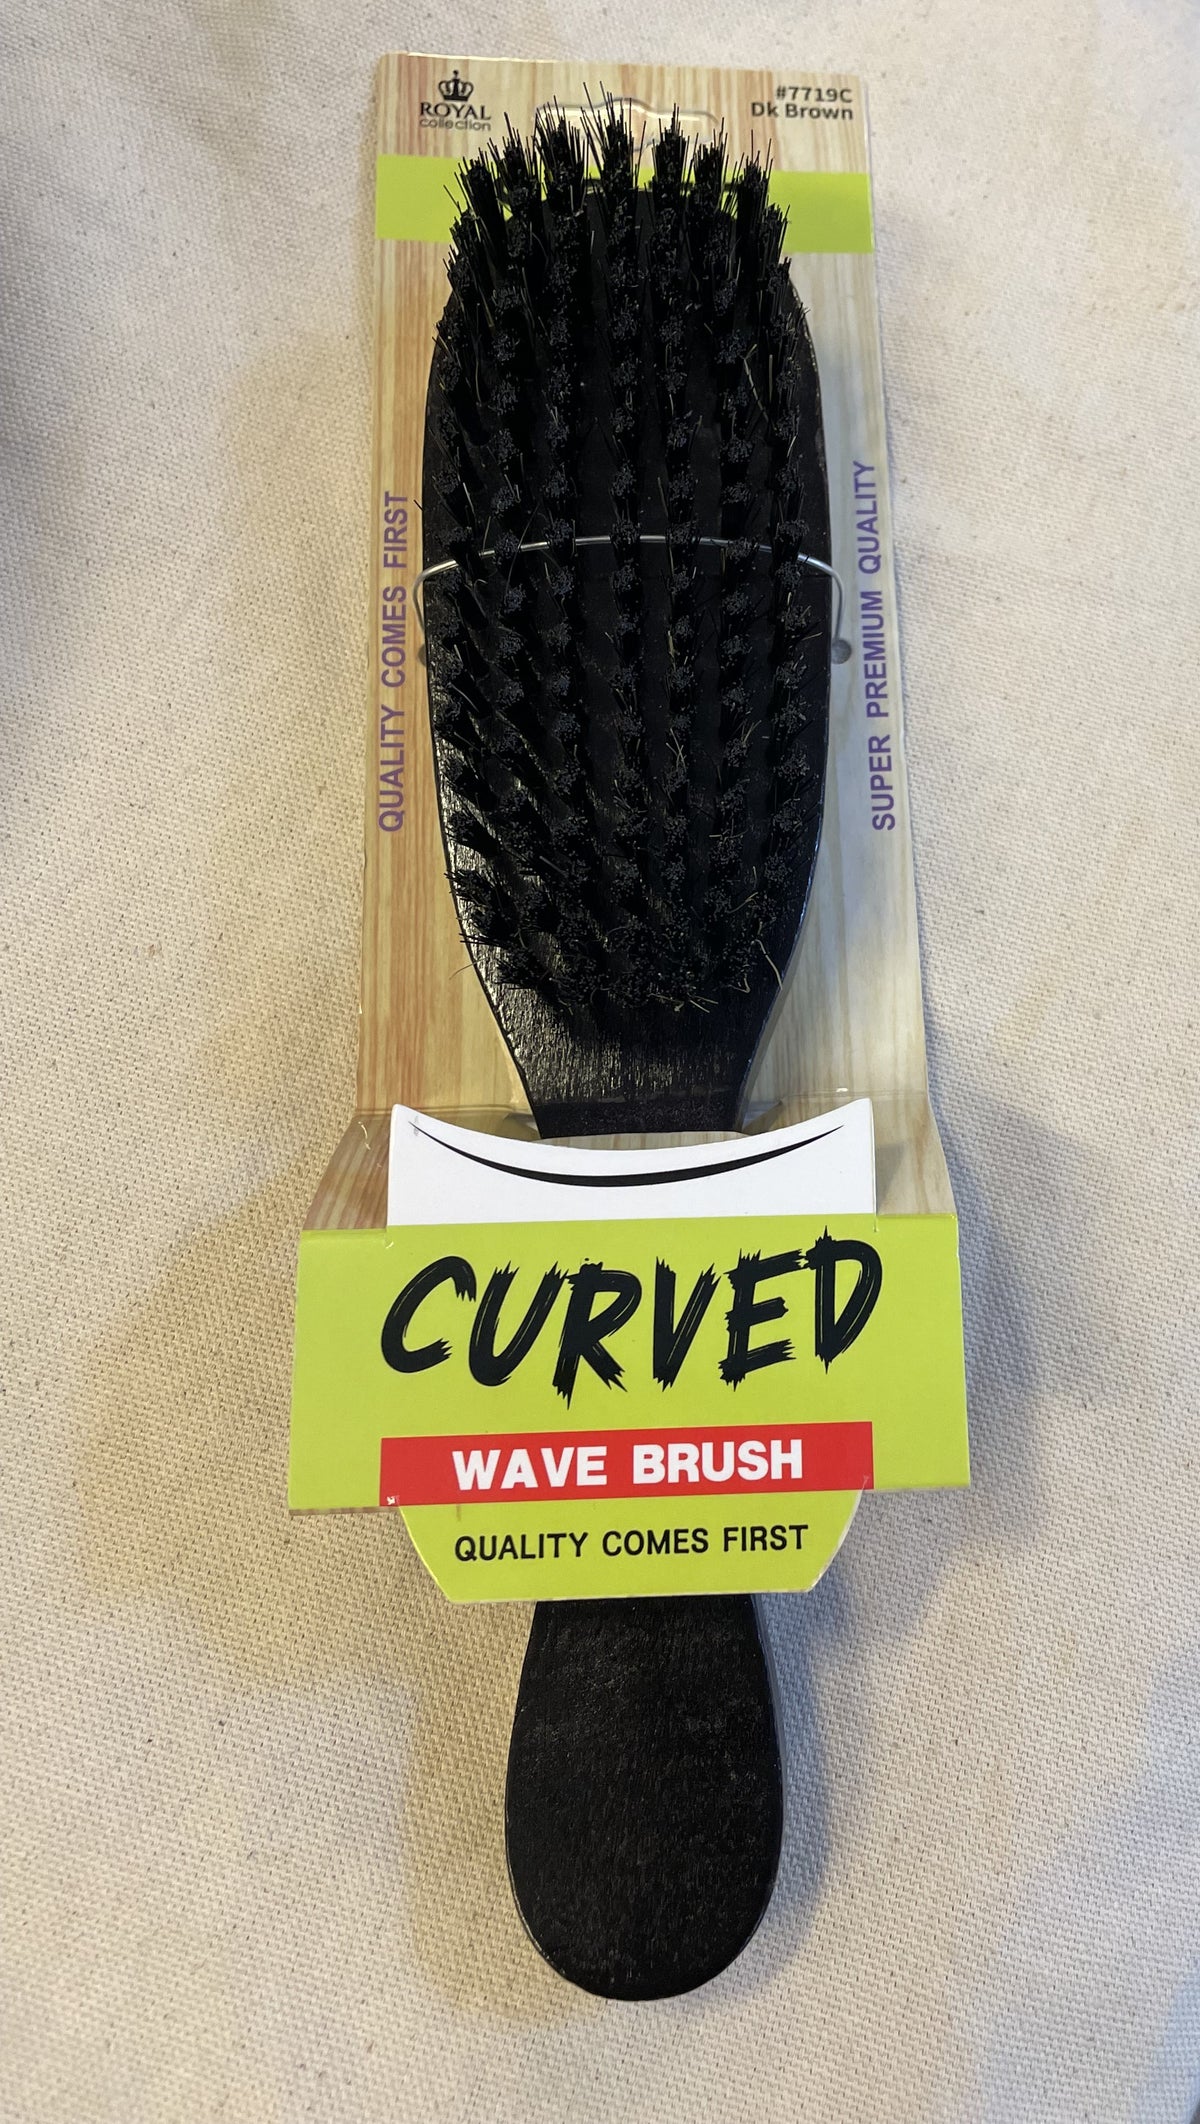 ROYAL
collection
#7719C
Dk Brown
QUALITY COMES FIRST
SUPER PREMIUM QUALITY
CURVED
WAVE BRUSH
QUALITY COMES FIRST